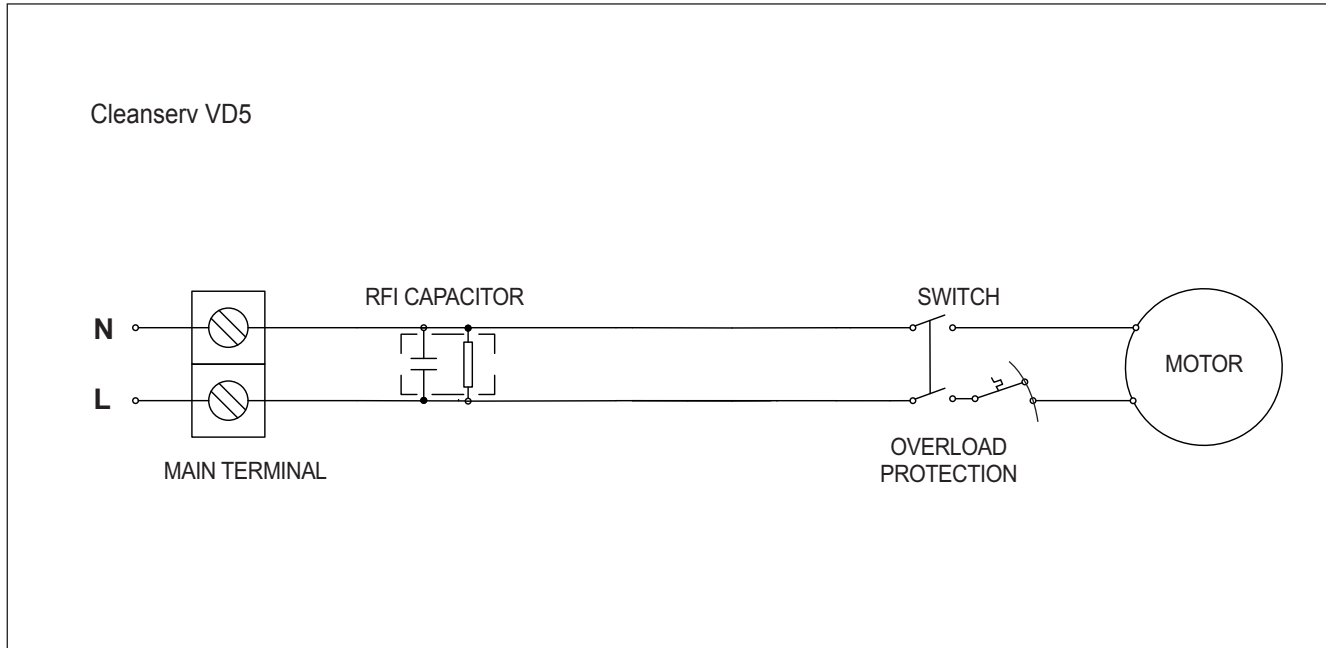 Cleanserv VD5
RFI CAPACITOR
SWITCH
N
MOTOR
L
OVERLOAD
PROTECTION
MAIN TERMINAL